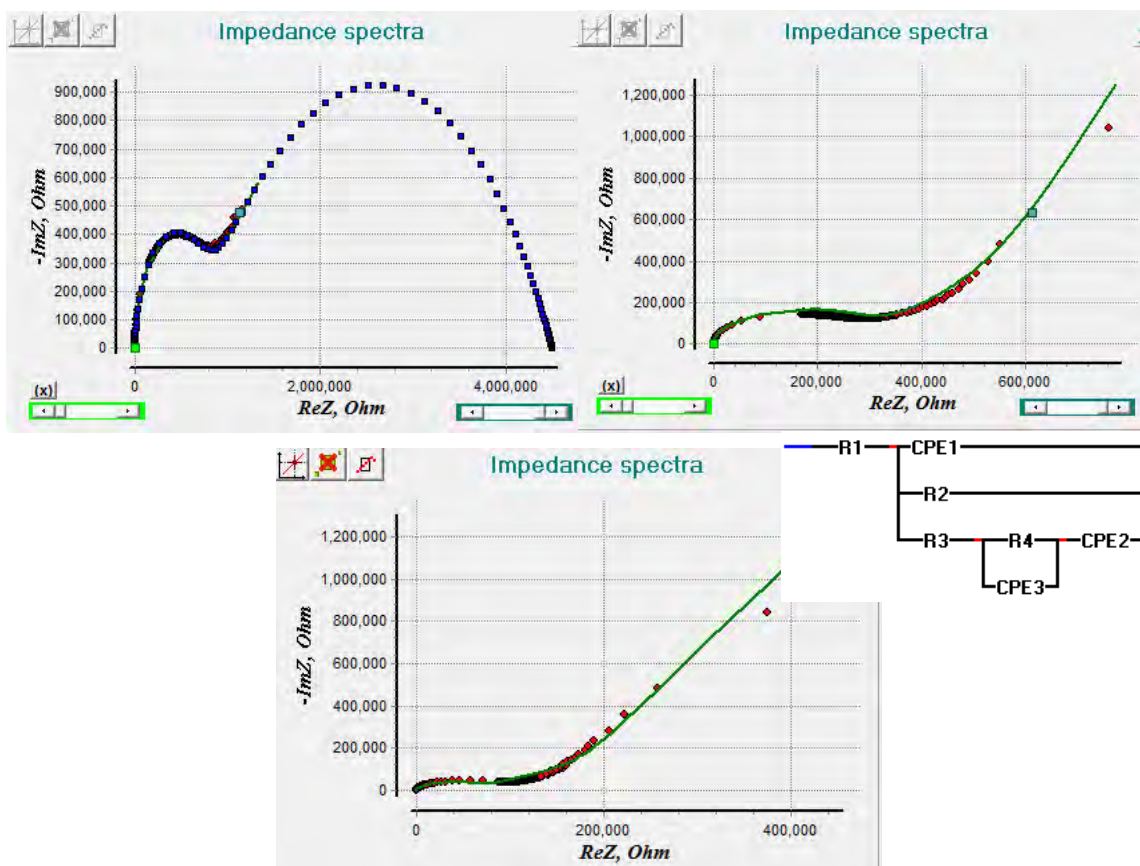 Impedance spectra
-ImZ, Ohm
900,000
800,000
700,000
600,000
500,000
400,000
300,000
200,000
100,000
0
0
2,000,000
4,000,000
(x)
ReZ, Ohm
Impedance spectra
-ImZ, Ohm
1,200,000
1,000,000
800,000
600,000
400,000
200,000
0
0
200,000
400,000
600,000
(x)
ReZ, Ohm
Impedance spectra
-ImZ, Ohm
1,200,000
1,000,000
800,000
600,000
400,000
200,000
0
0
200,000
400,000
ReZ, Ohm
R1
CPE1
R2
R3
R4
CPE2
CPE3